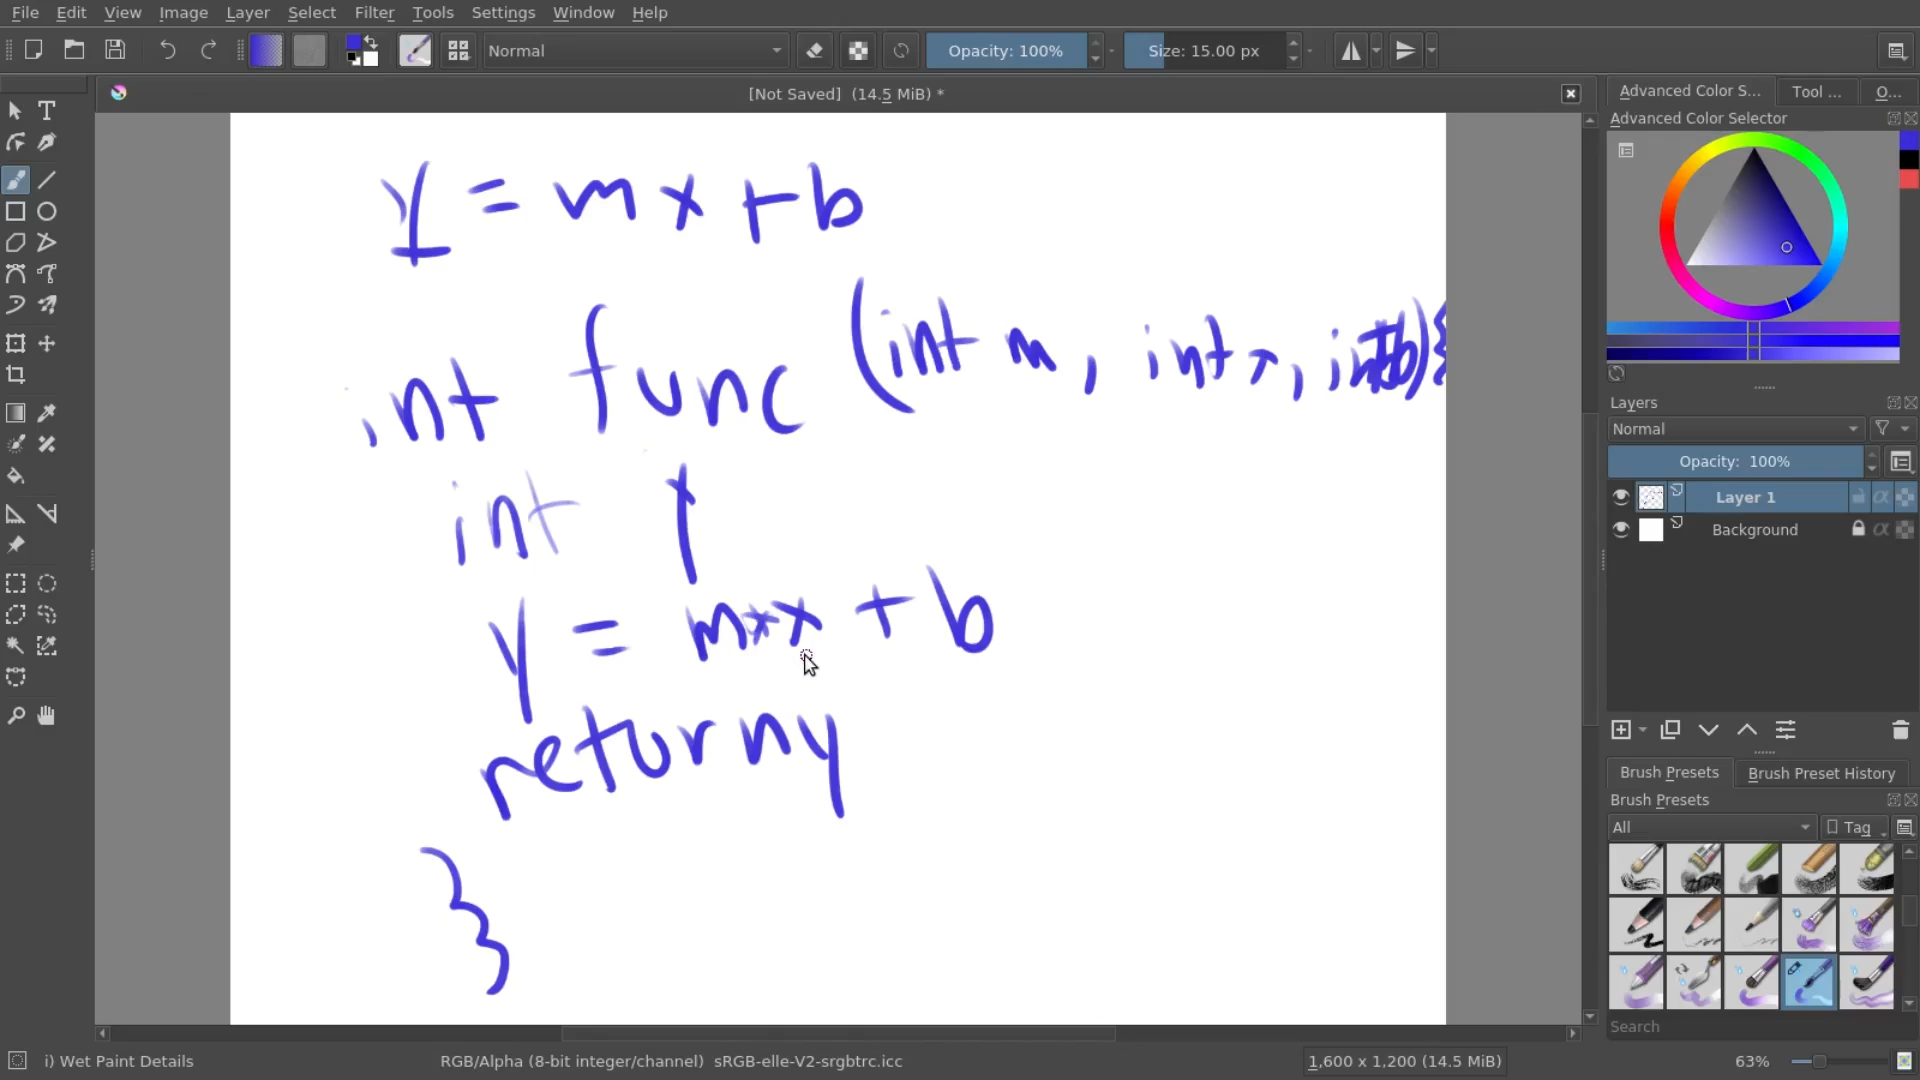 File Edit View Image Layer Select Filter Tools Settings Window Help
Normal Opacity: 100% Size: 15.00 px
[Not Saved] (14.5 MiB) *
Advanced Color S... Tool ... O...
Advanced Color Selector
y = mx+b
int func (int m, int x, int b){
int y
y = m*x + b
return y
}
Layers
Normal
Opacity: 100%
Layer 1
Background
Brush Presets Brush Preset History
Brush Presets
All Tag
Search
i) Wet Paint Details RGB/Alpha (8-bit integer/channel) sRGB-elle-V2-srgbtrc.icc 1,600 x 1,200 (14.5 MiB) 63%